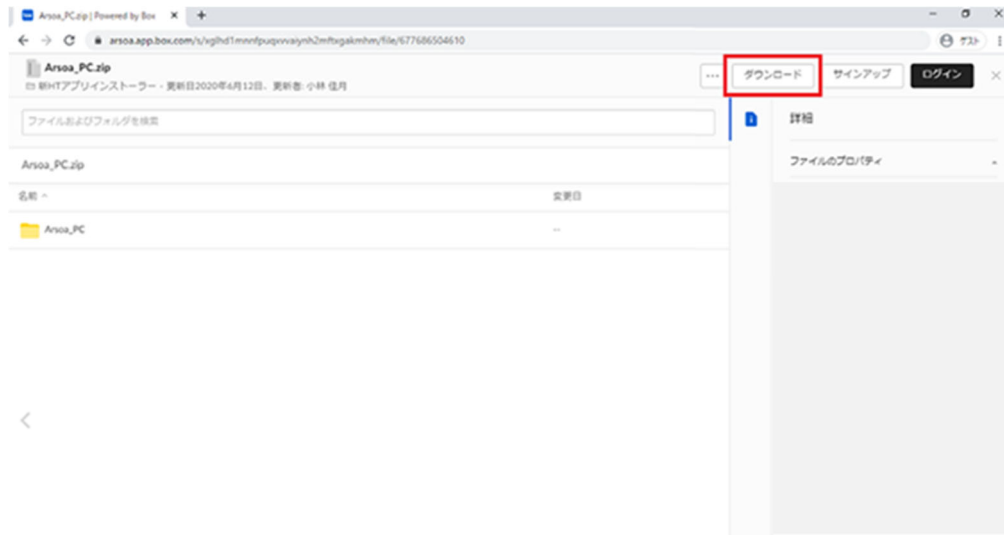 Arsoa_PC.zip | Powered by Box
arsoa.app.box.com/s/xglhd1mnnfpuqxvvaiynh2mftxgakmhm/file/677686504610
ゲスト
Arsoa_PC.zip
新HTアプリインストーラー - 更新日2020年6月12日、更新者: 小林 佳月
ダウンロード
サインアップ
ログイン
ファイルおよびフォルダを検索
詳細
Arsoa_PC.zip
ファイルのプロパティ
名前
変更日
Arsoa_PC
--